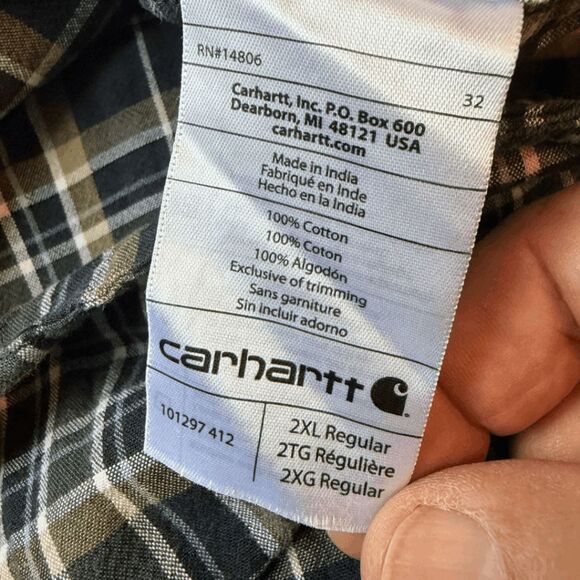 RN#14806
32
Carhartt, Inc. P.O. Box 600
Dearborn, MI 48121 USA
carhartt.com
Made in India
Fabriqué en Inde
Hecho en la India
100% Cotton
100% Coton
100% Algodón
Exclusive of trimming
Sans garniture
Sin incluir adorno
carhartt
101297 412
2XL Regular
2TG Régulière
2XG Regular